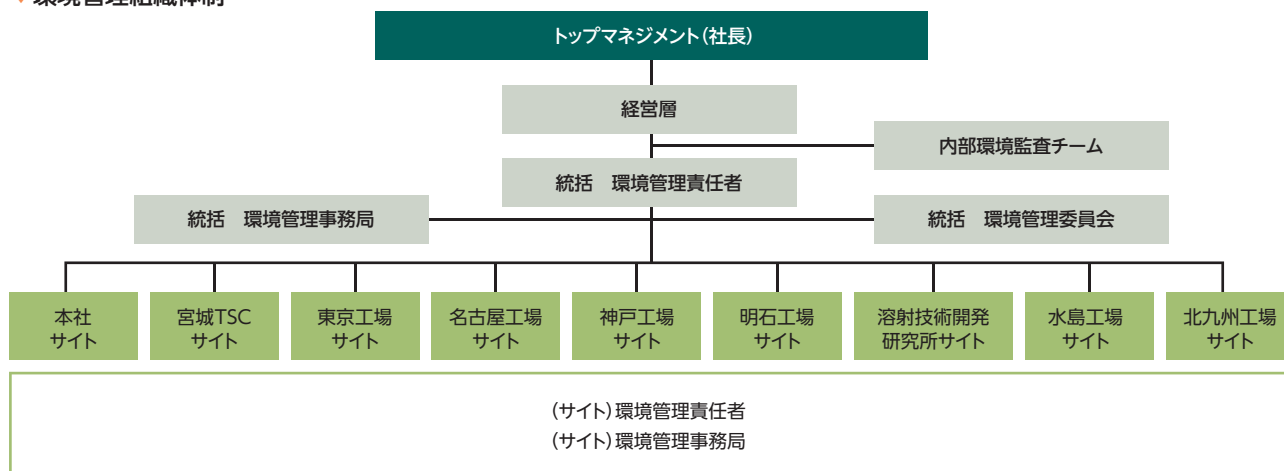 環境管理組織体制
トップマネジメント(社長)
経営層
内部環境監査チーム
統括　環境管理責任者
統括　環境管理事務局
統括　環境管理委員会
本社
サイト
宮城TSC
サイト
東京工場
サイト
名古屋工場
サイト
神戸工場
サイト
明石工場
サイト
溶射技術開発
研究所サイト
水島工場
サイト
北九州工場
サイト
(サイト)環境管理責任者
(サイト)環境管理事務局